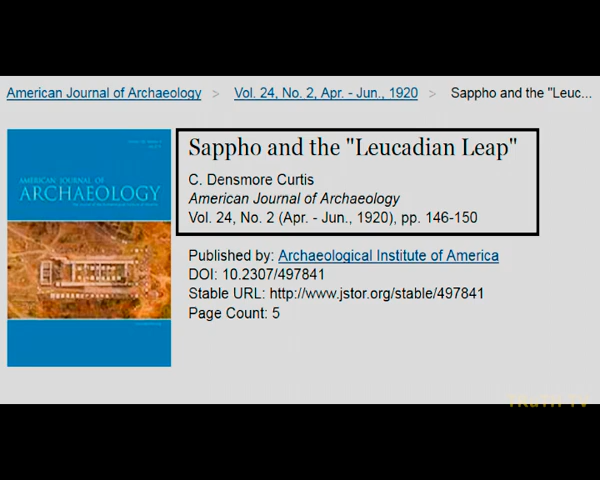 American Journal of Archaeology > Vol. 24, No. 2, Apr. - Jun., 1920 > Sappho and the "Leuc...
AMERICAN JOURNAL OF
ARCHAEOLOGY
Sappho and the "Leucadian Leap"
C. Densmore Curtis
American Journal of Archaeology
Vol. 24, No. 2 (Apr. - Jun., 1920), pp. 146-150
Published by: Archaeological Institute of America
DOI: 10.2307/497841
Stable URL: http://www.jstor.org/stable/497841
Page Count: 5
TRUTH TV